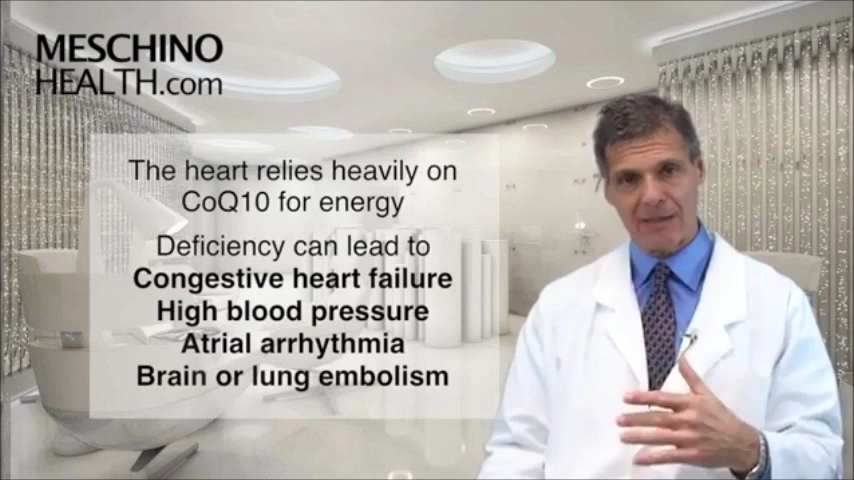 MESCHINO
HEALTH.com
The heart relies heavily on
CoQ10 for energy
Deficiency can lead to
Congestive heart failure
High blood pressure
Atrial arrhythmia
Brain or lung embolism